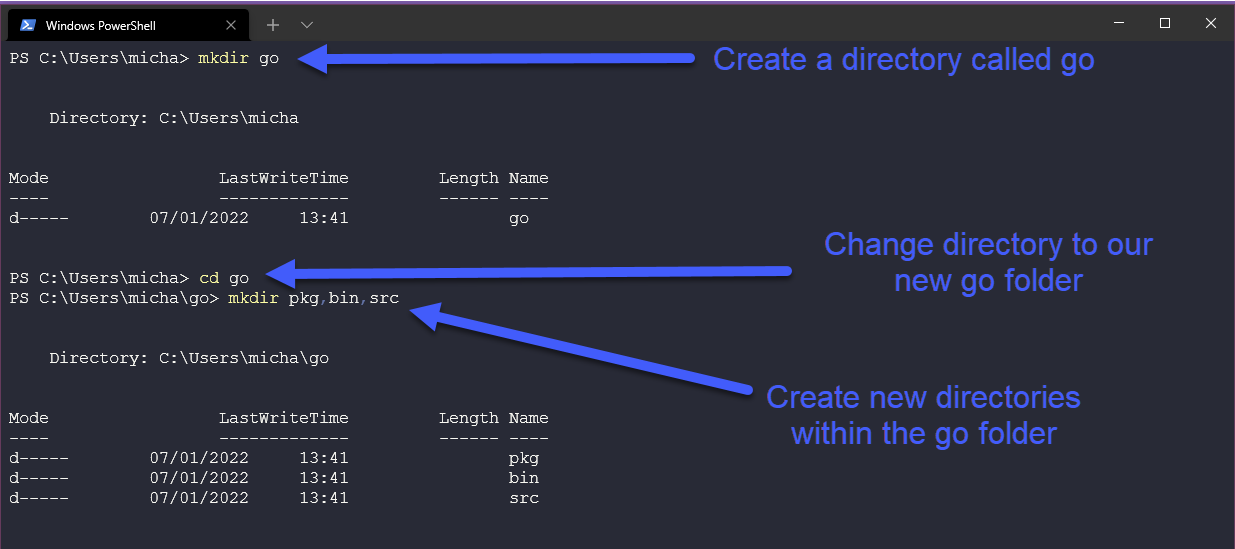 Windows PowerShell
PS C:\Users\micha> mkdir go
Create a directory called go
Directory: C:\Users\micha
Mode LastWriteTime Length Name
---- ------------- ------ ----
d----- 07/01/2022 13:41 go
Change directory to our
new go folder
PS C:\Users\micha> cd go
PS C:\Users\micha\go> mkdir pkg,bin,src
Directory: C:\Users\micha\go
Create new directories
within the go folder
Mode LastWriteTime Length Name
---- ------------- ------ ----
d----- 07/01/2022 13:41 pkg
d----- 07/01/2022 13:41 bin
d----- 07/01/2022 13:41 src